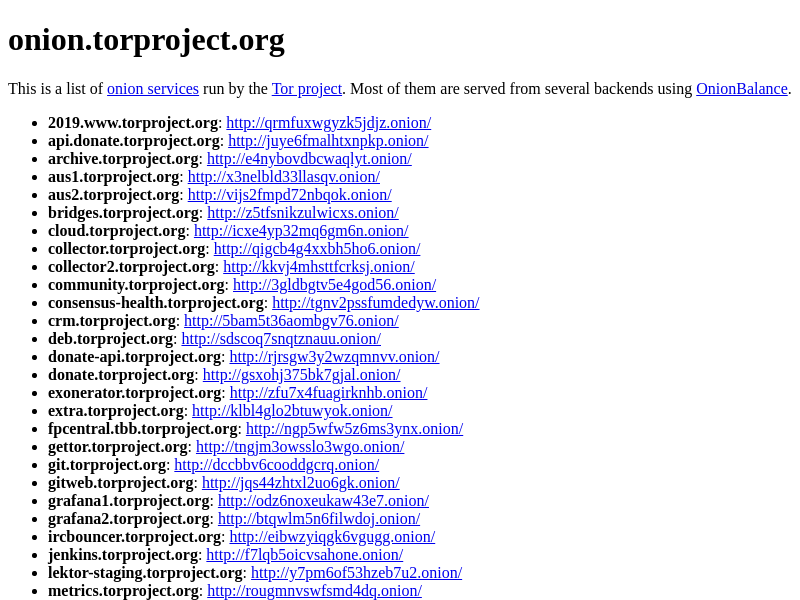 onion.torproject.org
This is a list of onion services run by the Tor project. Most of them are served from several backends using OnionBalance.
2019.www.torproject.org: http://qrmfuxwgyzk5jdjz.onion/
api.donate.torproject.org: http://juye6fmalhtxnpkp.onion/
archive.torproject.org: http://e4nybovdbcwaqlyt.onion/
aus1.torproject.org: http://x3nelbld33llasqv.onion/
aus2.torproject.org: http://vijs2fmpd72nbqok.onion/
bridges.torproject.org: http://z5tfsnikzulwicxs.onion/
cloud.torproject.org: http://icxe4yp32mq6gm6n.onion/
collector.torproject.org: http://qigcb4g4xxbh5ho6.onion/
collector2.torproject.org: http://kkvj4mhsttfcrksj.onion/
community.torproject.org: http://3gldbgtv5e4god56.onion/
consensus-health.torproject.org: http://tgnv2pssfumdedyw.onion/
crm.torproject.org: http://5bam5t36aombgv76.onion/
deb.torproject.org: http://sdscoq7snqtznauu.onion/
donate-api.torproject.org: http://rjrsgw3y2wzqmnvv.onion/
donate.torproject.org: http://gsxohj375bk7gjal.onion/
exonerator.torproject.org: http://zfu7x4fuagirknhb.onion/
extra.torproject.org: http://klbl4glo2btuwyok.onion/
fpcentral.tbb.torproject.org: http://ngp5wfw5z6ms3ynx.onion/
gettor.torproject.org: http://tngjm3owsslo3wgo.onion/
git.torproject.org: http://dccbbv6cooddgcrq.onion/
gitweb.torproject.org: http://jqs44zhtxl2uo6gk.onion/
grafana1.torproject.org: http://odz6noxeukaw43e7.onion/
grafana2.torproject.org: http://btqwlm5n6filwdoj.onion/
ircbouncer.torproject.org: http://eibwzyiqgk6vgugg.onion/
jenkins.torproject.org: http://f7lqb5oicvsahone.onion/
lektor-staging.torproject.org: http://y7pm6of53hzeb7u2.onion/
metrics.torproject.org: http://rougmnvswfsmd4dq.onion/